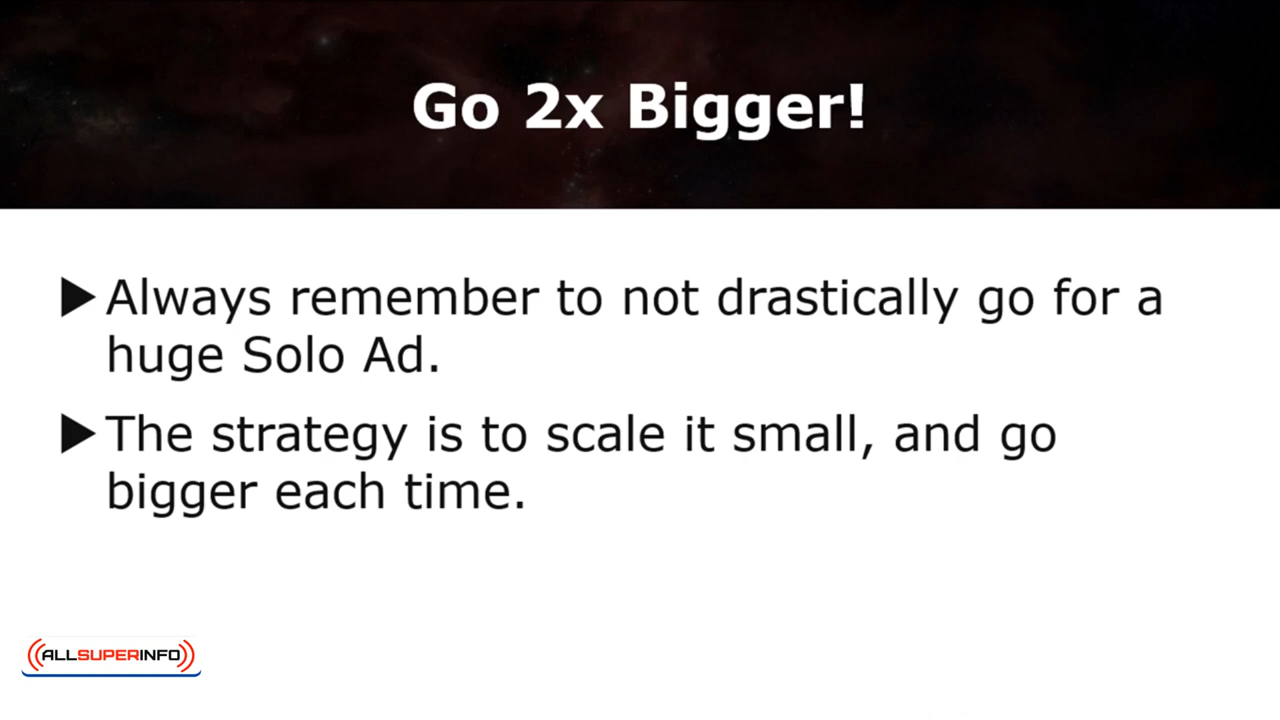 Go 2x Bigger!
▶ Always remember to not drastically go for a
huge Solo Ad.
▶ The strategy is to scale it small, and go
bigger each time.
((ALLSUPERINFO))